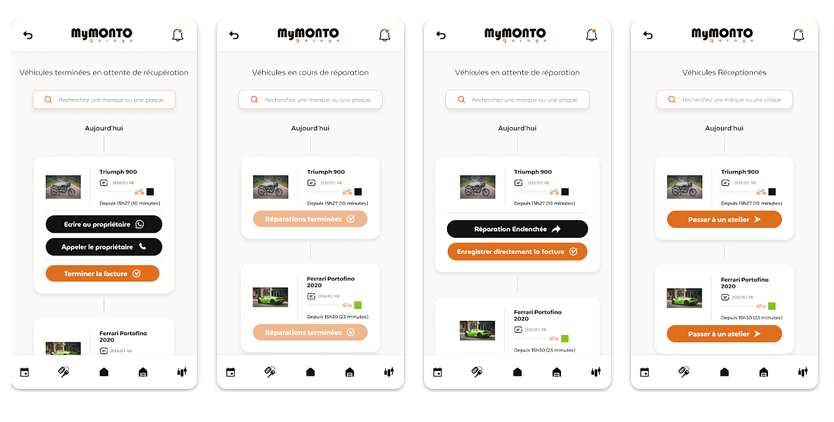 MyMONTO
garage
Véhicules terminées en attente de récupération
Recherchez une marque ou une plaque
Aujourd'hui
Triumph 900
Depuis 15h27 (10 minutes)
Ecrire au propriétaire
Appeler le propriétaire
Terminer la facture
Ferrari Portofino
2020
MyMONTO
garage
Véhicules en cours de réparation
Recherchez une marque ou une plaque
Aujourd'hui
Triumph 900
Depuis 15h27 (10 minutes)
Réparations terminées
Ferrari Portofino
2020
Depuis 15h30 (23 minutes)
Réparations terminées
MyMONTO
garage
Véhicules en attente de réparation
Recherchez une marque ou une plaque
Aujourd'hui
Triumph 900
Depuis 15h27 (10 minutes)
Réparation Endenchée
Enregistrer directement la facture
Ferrari Portofino
2020
Depuis 15h30 (23 minutes)
MyMONTO
garage
Véhicules Réceptionnés
Recherchez une marque ou une plaque
Aujourd'hui
Triumph 900
Depuis 15h27 (10 minutes)
Passer à un atelier
Ferrari Portofino
2020
Depuis 15h30 (23 minutes)
Passer à un atelier